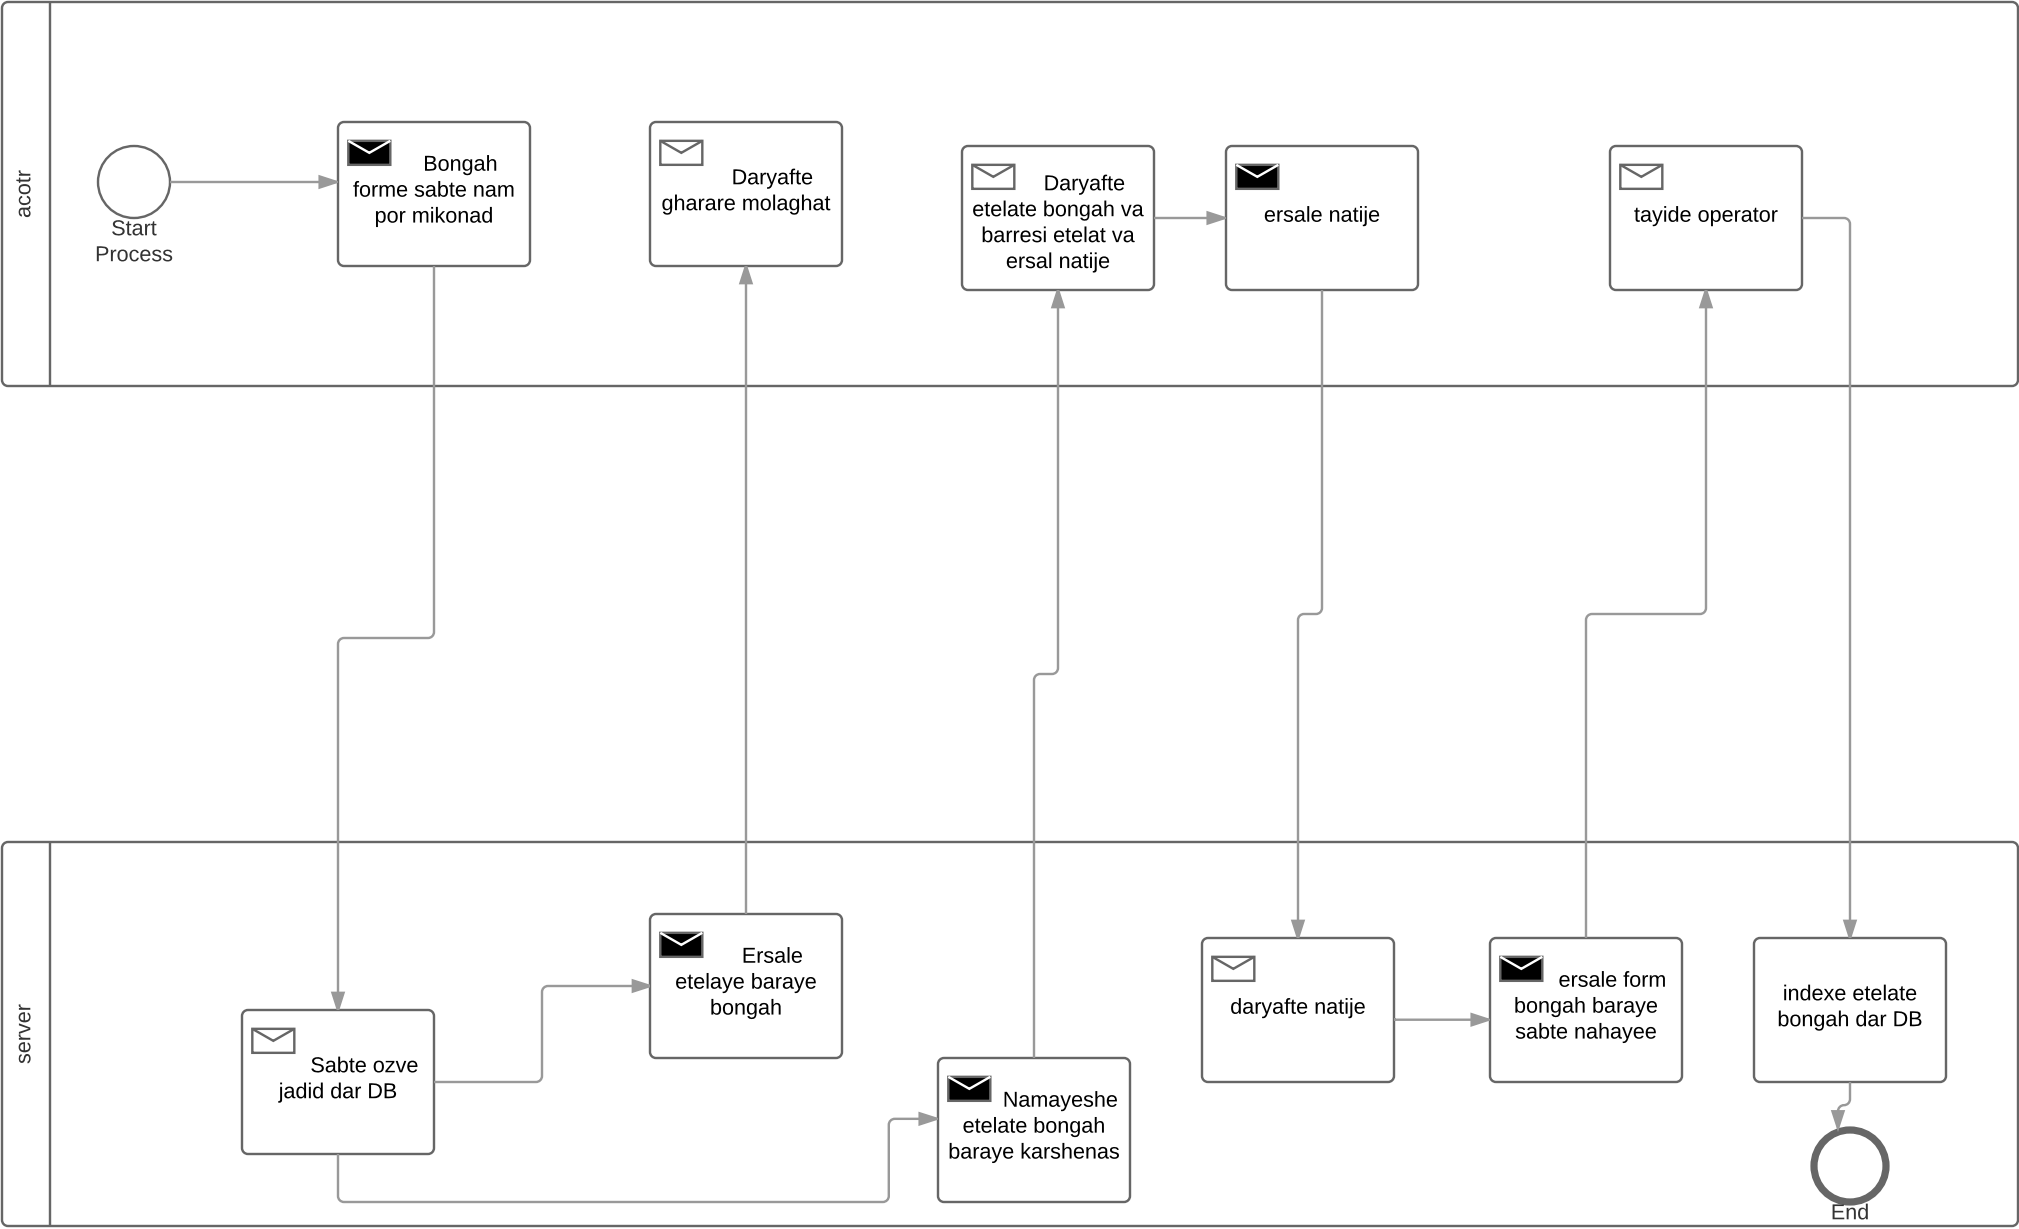 acotr
Start
Process
Bongah
forme sabte nam
por mikonad
Daryafte
gharare molaghat
Daryafte
etelate bongah va
barresi etelat va
ersal natije
ersale natije
tayide operator
server
Sabte ozve
jadid dar DB
Ersale
etelaye baraye
bongah
Namayeshe
etelate bongah
baraye karshenas
daryafte natije
ersale form
bongah baraye
sabte nahayee
indexe etelate
bongah dar DB
End